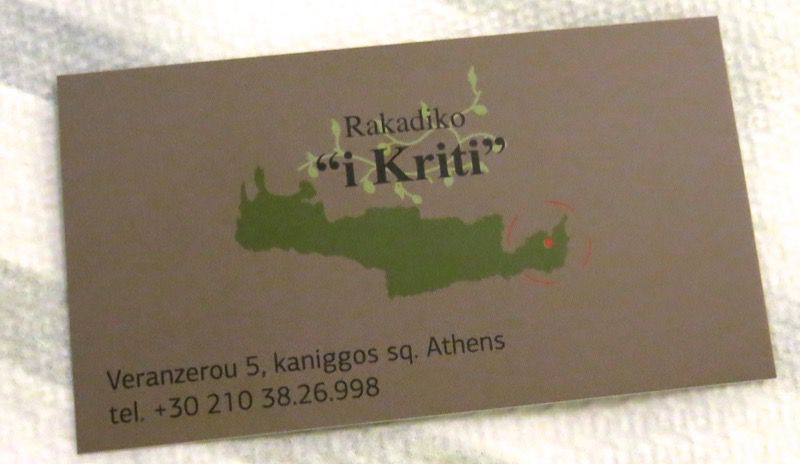 Rakadiko
“i Kriti”
Veranzerou 5, kaniggos sq. Athens
tel. +30 210 38.26.998